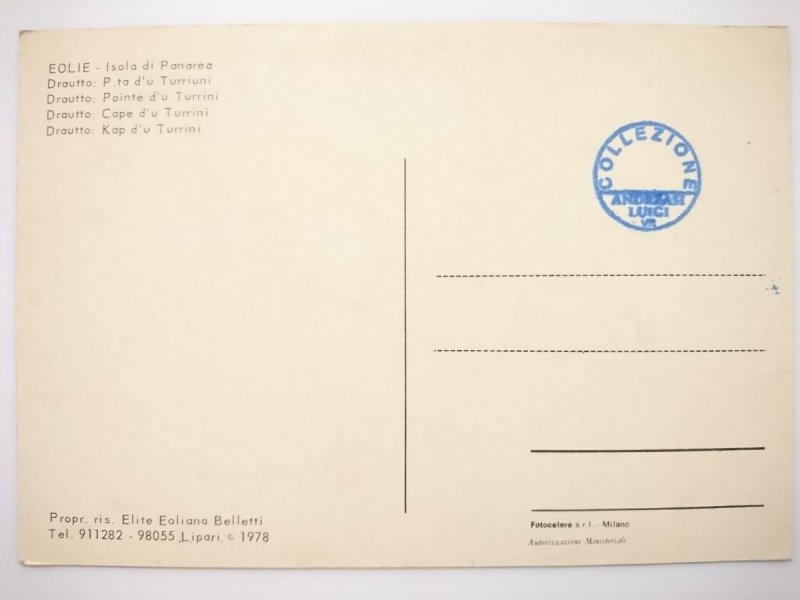 EOLIE - Isola di Panarea
Drautto: P.ta d'u Turriuni
Drautto: Pointe d'u Turrini
Drautto: Cape d'u Turrini
Drautto: Kap d'u Turrini
COLLEZIONE
LUIGI
VR
Propr. ris. Elite Eoliana Belletti
Tel. 911282 - 98055 Lipari © 1978
Fotocelere s.r.l. - Milano
Autorizzazione Ministeriale